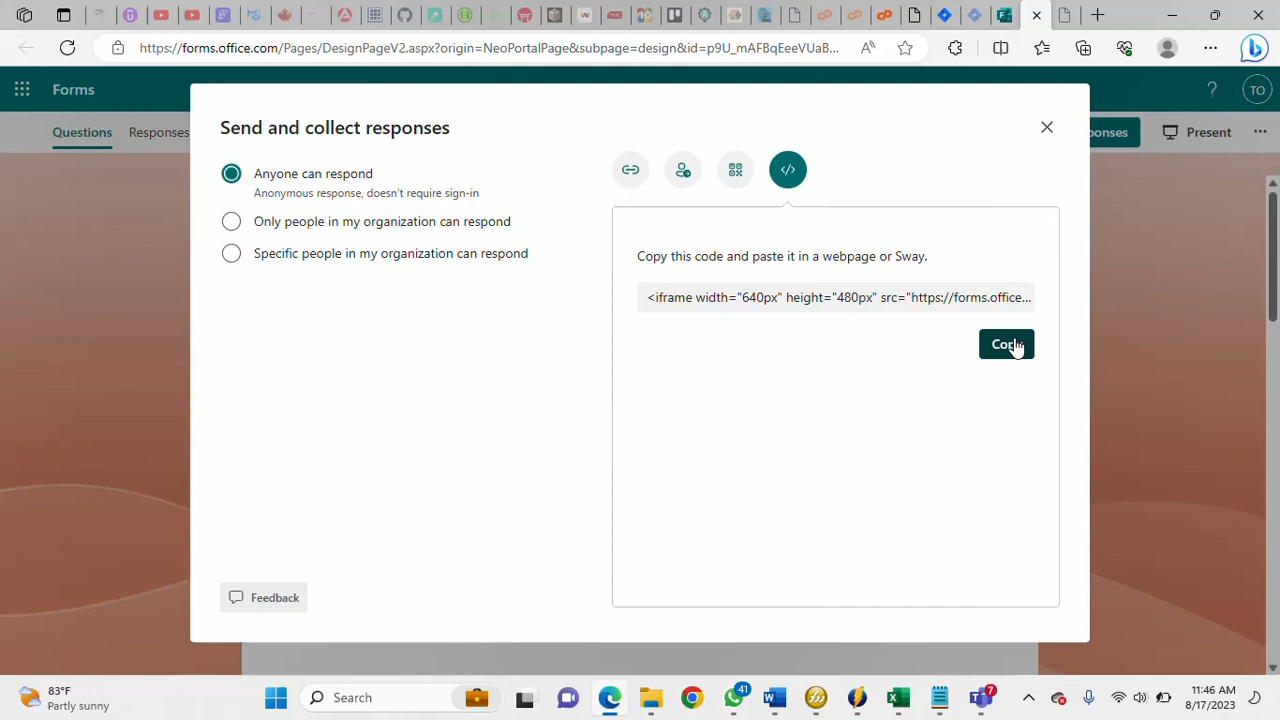 https://forms.office.com/Pages/DesignPageV2.aspx?origin=NeoPortalPage&subpage=design&id=p9U_mAFBqEeeVUaB...
Forms
TO
Questions
Responses
ponses
Present
Send and collect responses
Anyone can respond
Anonymous response, doesn't require sign-in
Only people in my organization can respond
Specific people in my organization can respond
Copy this code and paste it in a webpage or Sway.
<iframe width="640px" height="480px" src="https://forms.office...
Feedback
83°F
Partly sunny
Search
41
7
11:46 AM
8/17/2023